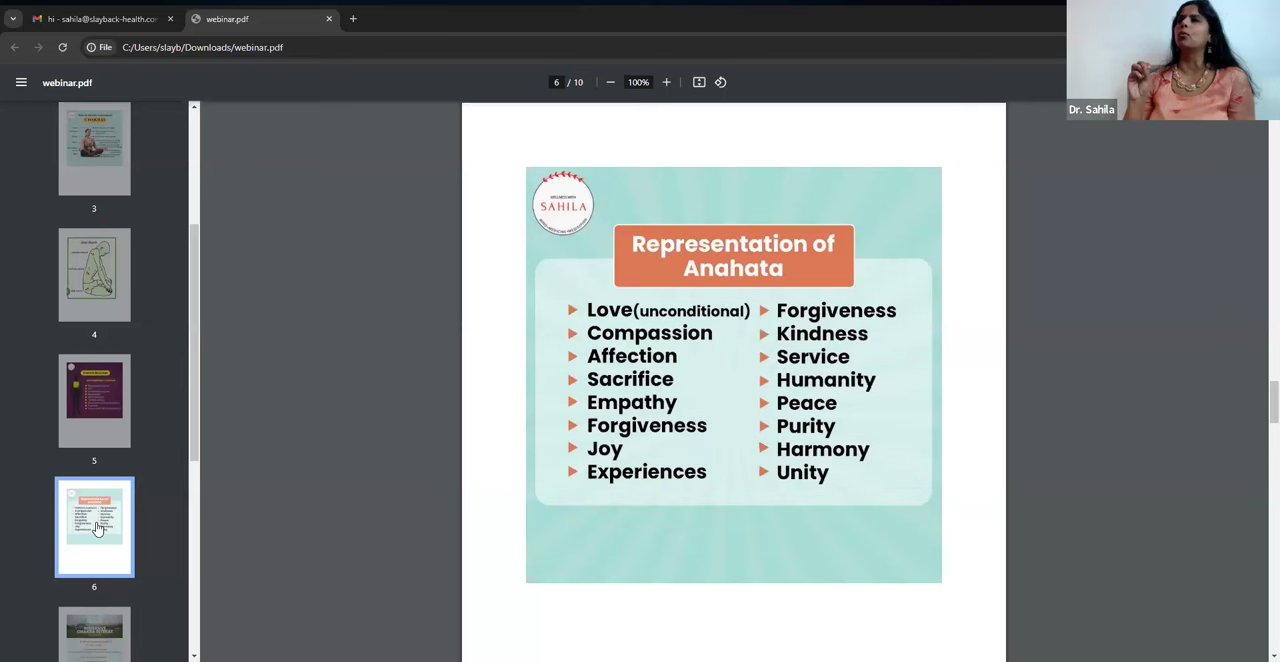 hi - sahila@slayback-health.com
webinar.pdf
File
C:/Users/slayb/Downloads/webinar.pdf
webinar.pdf
6 / 10
100%
Dr. Sahila
3
4
5
6
CHAKRAS
SAHILA
Representation of
Anahata
Love(unconditional)
Compassion
Affection
Sacrifice
Empathy
Forgiveness
Joy
Experiences
Forgiveness
Kindness
Service
Humanity
Peace
Purity
Harmony
Unity